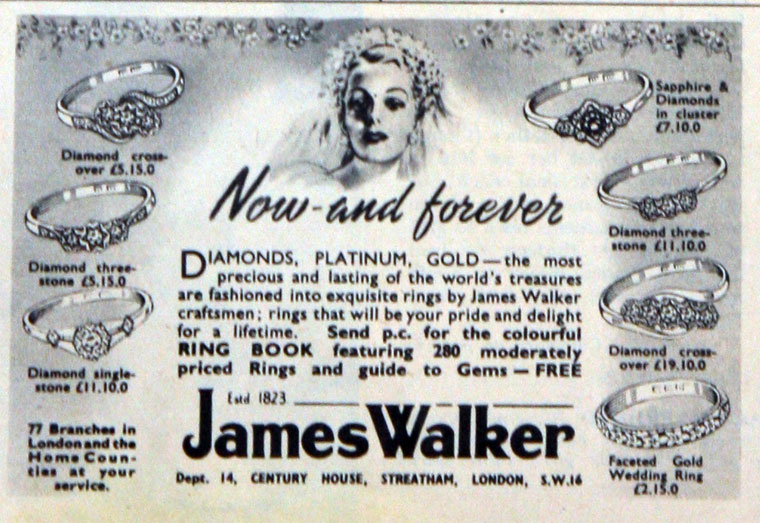 Diamond cross-
over £5.15.0
Diamond three-
stone £5.15.0
Diamond single-
stone £11.10.0
77 Branches in
London and the
Home Coun-
ties at your
service.
Now-and forever
DIAMONDS, PLATINUM, GOLD—the most
precious and lasting of the world's treasures
are fashioned into exquisite rings by James Walker
craftsmen; rings that will be your pride and delight
for a lifetime. Send p.c. for the colourful
RING BOOK featuring 280 moderately
priced Rings and guide to Gems — FREE
Estd 1823
James Walker
Dept. 14, CENTURY HOUSE, STREATHAM, LONDON, S.W.16
Sapphire &
Diamonds
in cluster
£7.10.0
Diamond three-
stone £11.10.0
Diamond cross-
over £19.10.0
Faceted Gold
Wedding Ring
£2.15.0